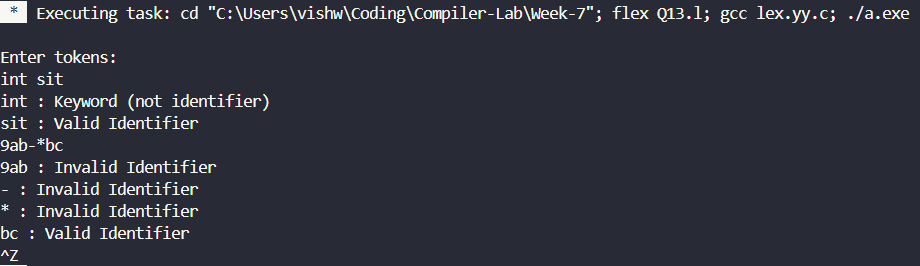 * Executing task: cd "C:\Users\vishw\Coding\Compiler-Lab\Week-7"; flex Q13.l; gcc lex.yy.c; ./a.exe
Enter tokens:
int sit
int : Keyword (not identifier)
sit : Valid Identifier
9ab-*bc
9ab : Invalid Identifier
- : Invalid Identifier
* : Invalid Identifier
bc : Valid Identifier
^Z